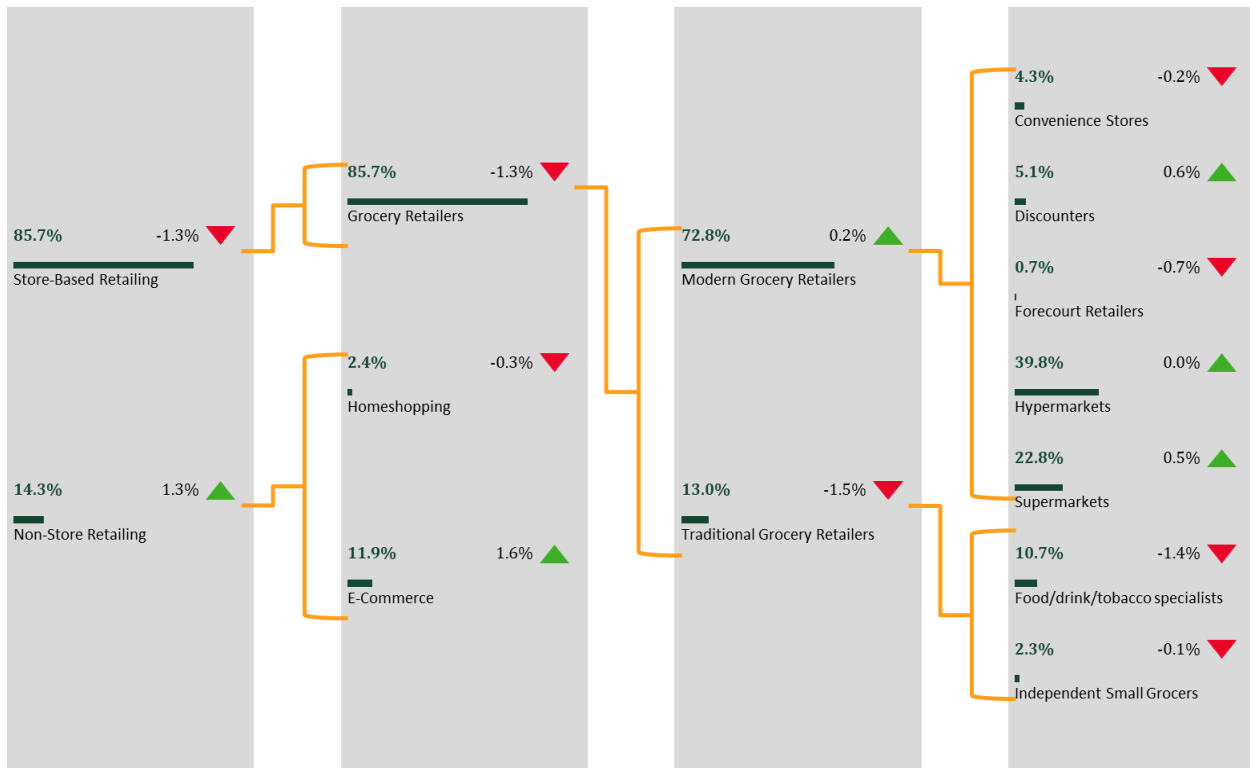 85.7% -1.3%
Store-Based Retailing
14.3% 1.3%
Non-Store Retailing
85.7% -1.3%
Grocery Retailers
2.4% -0.3%
Homeshopping
11.9% 1.6%
E-Commerce
72.8% 0.2%
Modern Grocery Retailers
13.0% -1.5%
Traditional Grocery Retailers
4.3% -0.2%
Convenience Stores
5.1% 0.6%
Discounters
0.7% -0.7%
Forecourt Retailers
39.8% 0.0%
Hypermarkets
22.8% 0.5%
Supermarkets
10.7% -1.4%
Food/drink/tobacco specialists
2.3% -0.1%
Independent Small Grocers